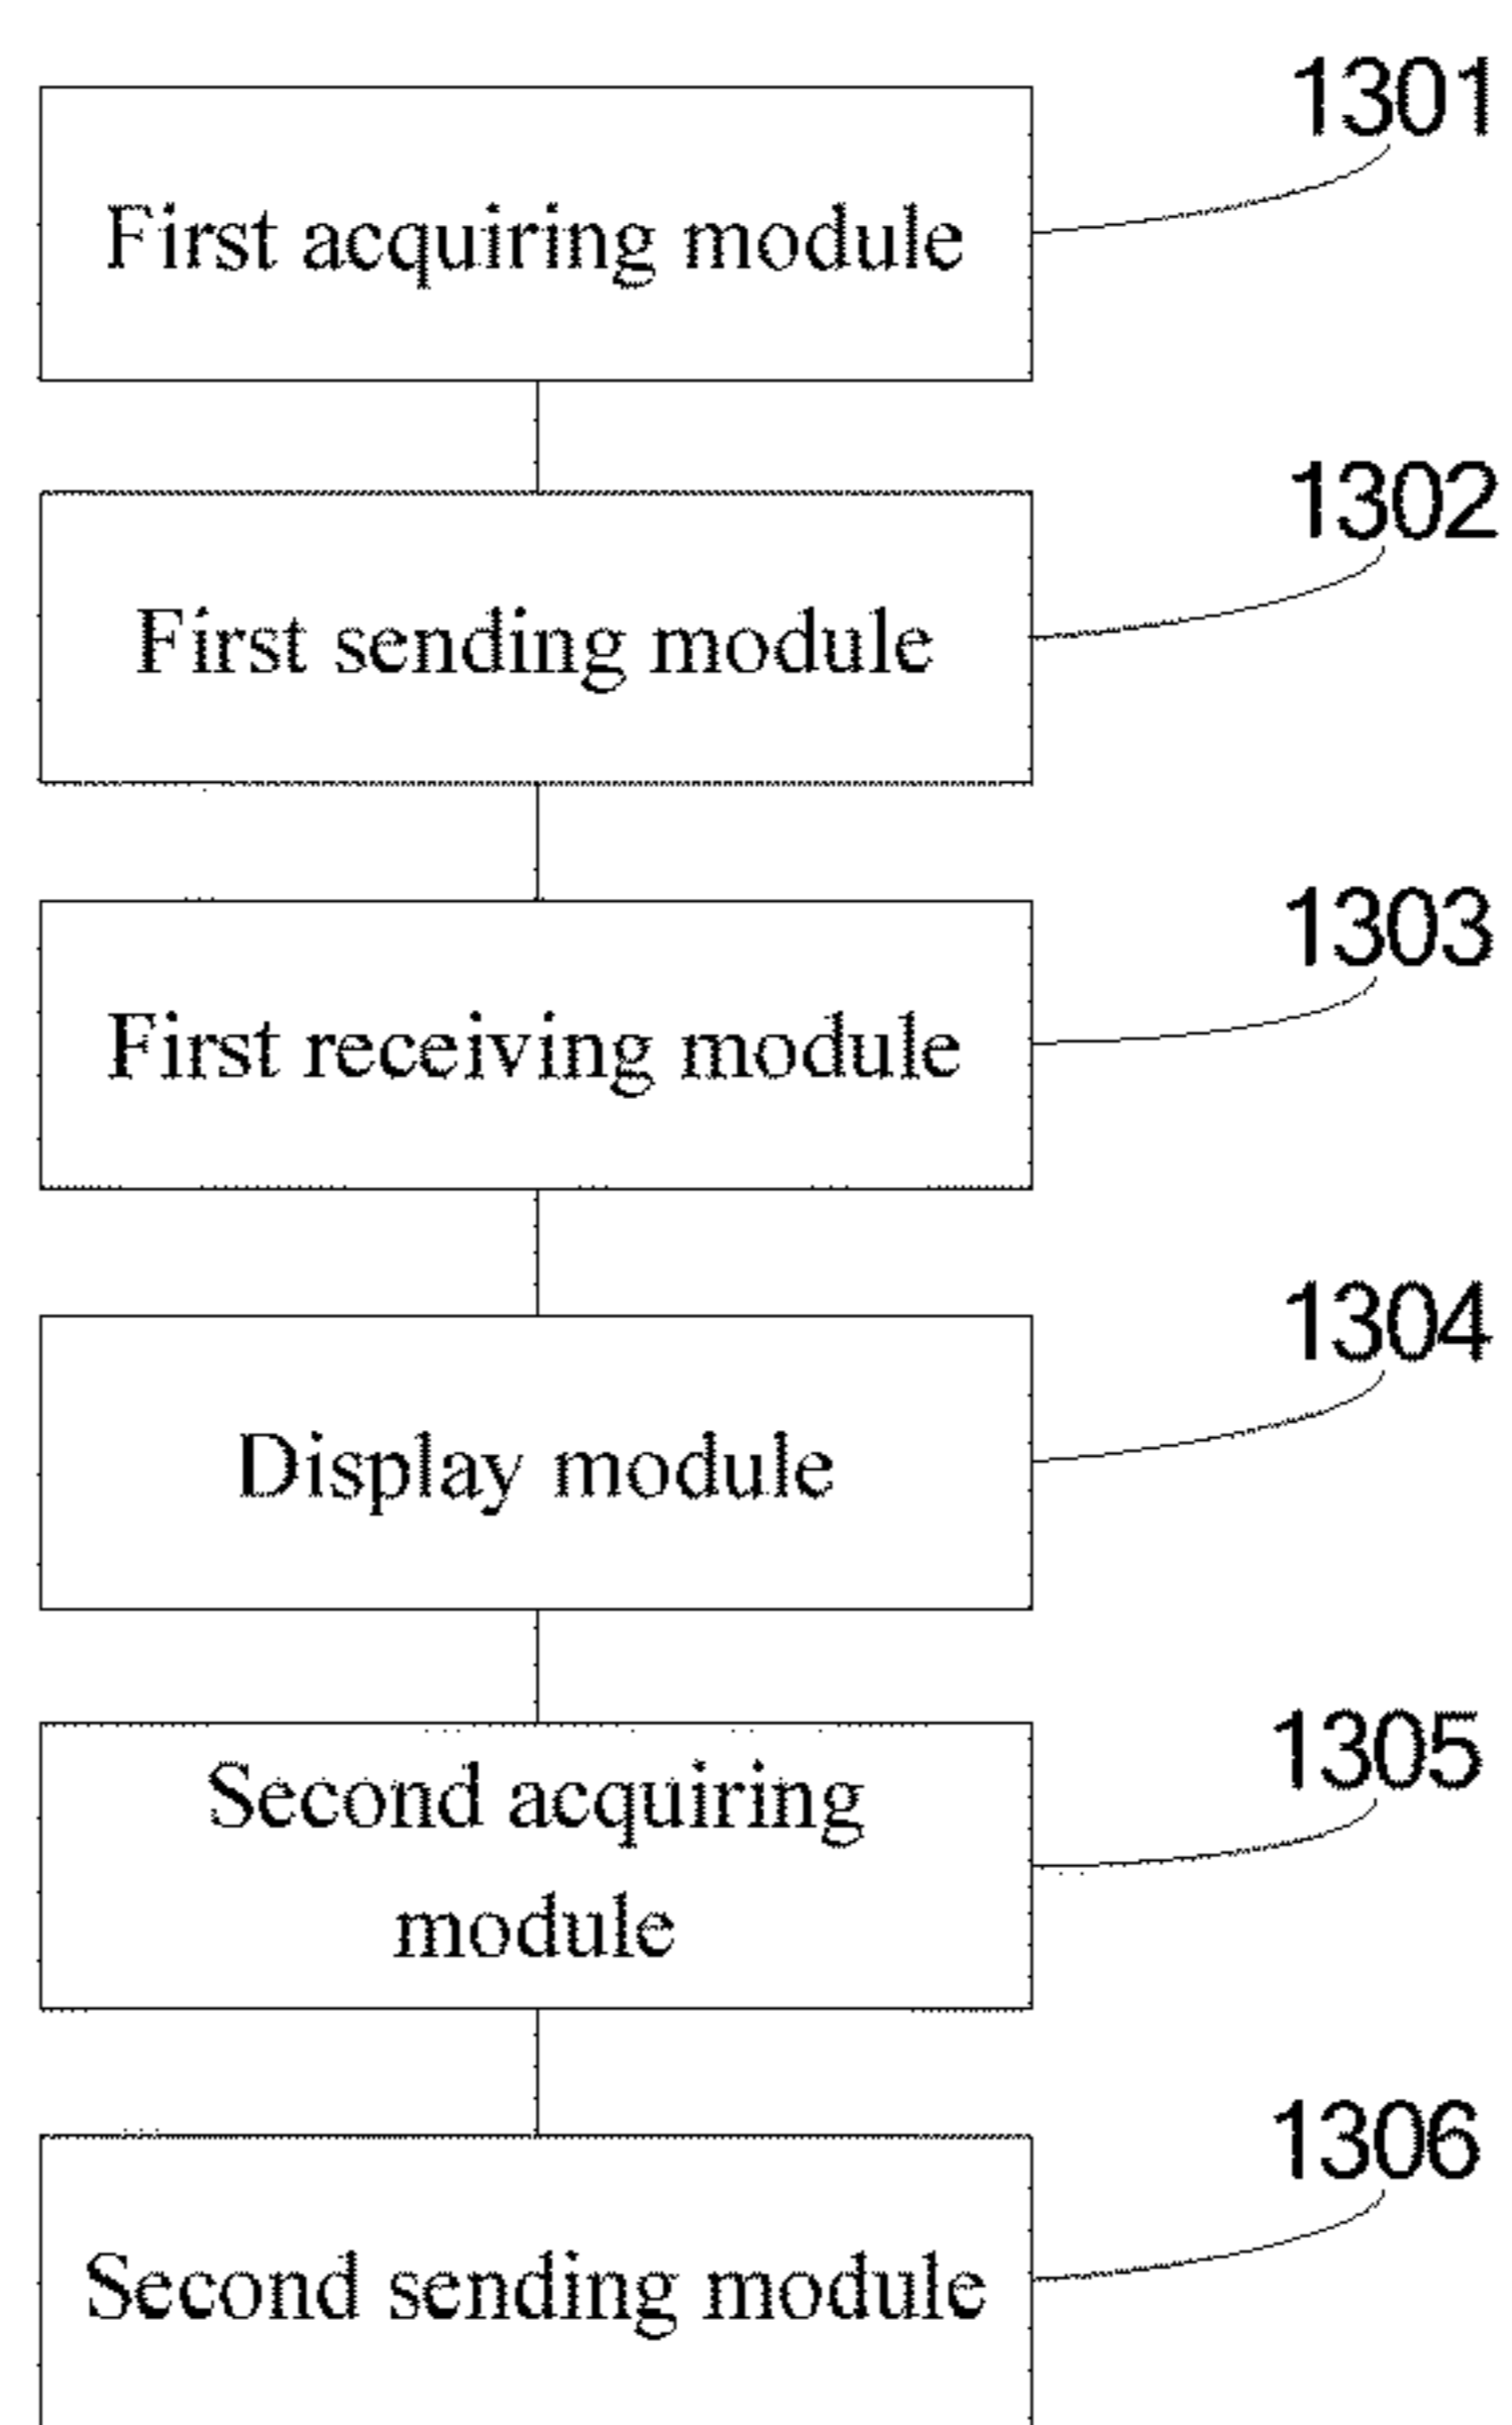 1301
First acquiring module
1302
First sending module
1303
First receiving module
1304
Display module
1305
Second acquiring
module
1306
Second sending module